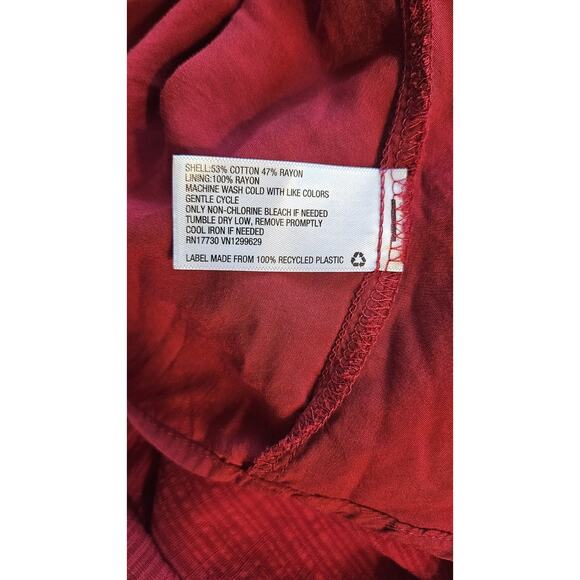 SHELL:53% COTTON 47% RAYON
LINING:100% RAYON
MACHINE WASH COLD WITH LIKE COLORS
GENTLE CYCLE
ONLY NON-CHLORINE BLEACH IF NEEDED
TUMBLE DRY LOW, REMOVE PROMPTLY
COOL IRON IF NEEDED
RN17730 VN1299629
LABEL MADE FROM 100% RECYCLED PLASTIC